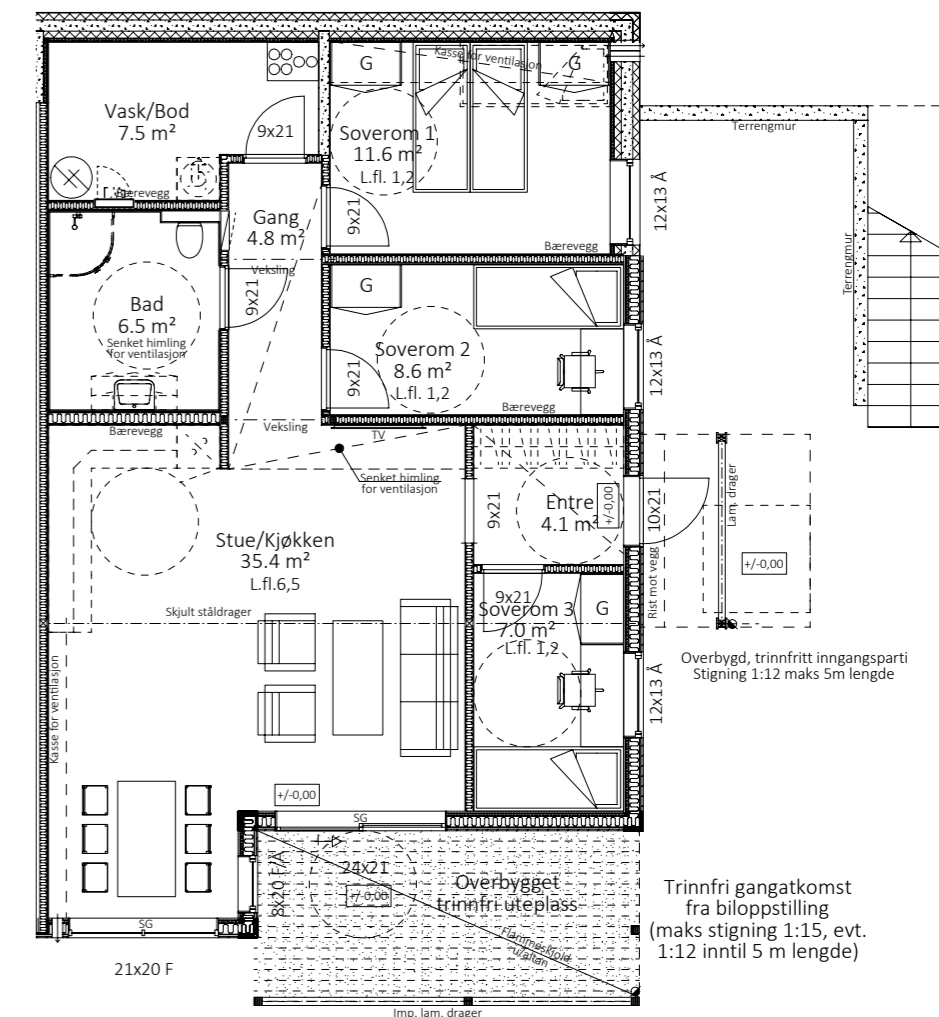 Kasse for ventilasjon
G
G
Vask/Bod
7.5 m²
9x21
Soverom 1
11.6 m²
L.fl. 1,2
Terrengmur
12x13 Å
Bærevegg
Gang
4.8 m²
9x21
Bærevegg
Terrengmur
Veksling
G
Bad
6.5 m²
Senket himling
for ventilasjon
9x21
Soverom 2
8.6 m²
L.fl. 1,2
9x21
12x13 Å
Bærevegg
Bærevegg
Veksling
TV
Senket himling
for ventilasjon
Stue/Kjøkken
35.4 m²
L.fl.6,5
9x21
Entre
4.1 m²
+/-0,00
10x21
Rist mot vegg
Lam. drager
+/-0,00
Skjult ståldrager
9x21
Soverom 3
7.0 m²
L.fl. 1,2
G
12x13 Å
Overbygd, trinnfritt inngangsparti
Stigning 1:12 maks 5m lengde
Kasse for ventilasjon
+/-0,00
SG
8x20 F/Å
24x21
+/-0,00
Overbygget
trinnfri uteplass
Flammeskjold
u/altan
SG
21x20 F
Trinnfri gangatkomst
fra biloppstilling
(maks stigning 1:15, evt.
1:12 inntil 5 m lengde)
Imp. lam. drager